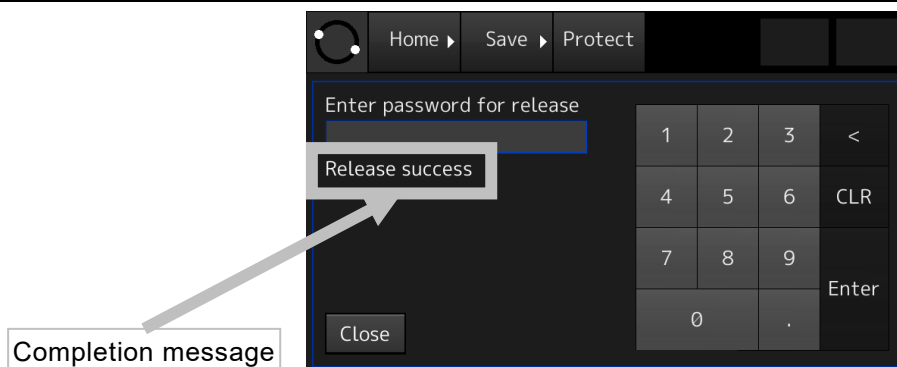 Home Save Protect
Enter password for release
Release success
1 2 3 <
4 5 6 CLR
7 8 9
Enter
0 .
Close
Completion message